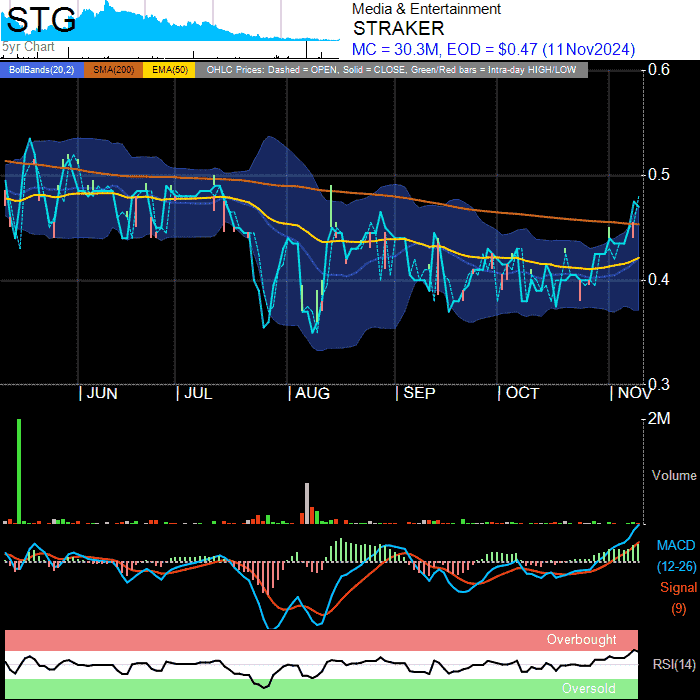 STG
5yr Chart
Media & Entertainment
STRAKER
MC = 30.3M, EOD = $0.47 (11Nov2024)
BollBands(20,2) SMA(200) EMA(50) OHLC Prices: Dashed = OPEN, Solid = CLOSE, Green/Red bars = Intra-day HIGH/LOW
0.6
0.5
0.4
0.3
JUN JUL AUG SEP OCT NOV
2M
Volume
MACD
(12-26)
Signal
(9)
Overbought
RSI(14)
Oversold